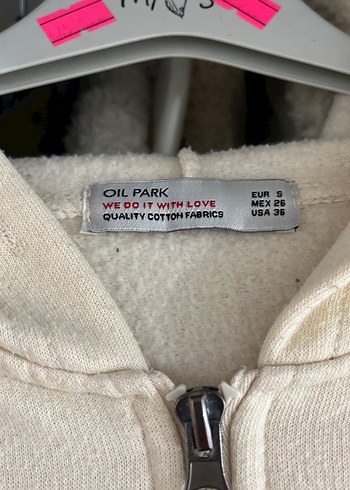 OIL PARK
WE DO IT WITH LOVE
QUALITY COTTON FABRICS
EUR S
MEX 26
USA 36